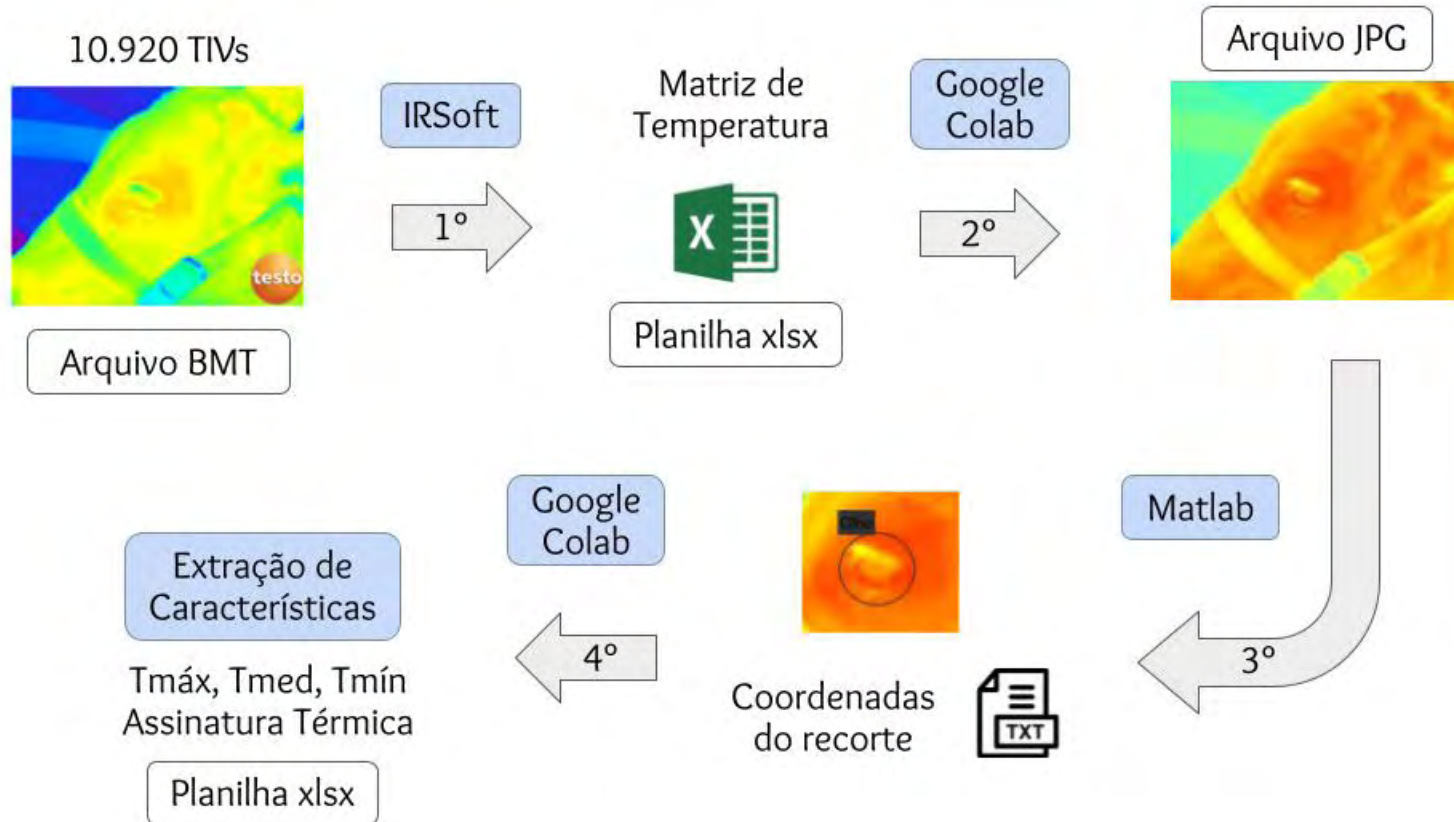 10.920 TIVs
testo
Arquivo BMT
IRSoft
1º
Matriz de
Temperatura
X
Planilha xlsx
Google
Colab
2º
Arquivo JPG
Matlab
3º
Olho
Coordenadas
do recorte
TXT
Google
Colab
4º
Extração de
Características
Tmáx, Tmed, Tmín
Assinatura Térmica
Planilha xlsx